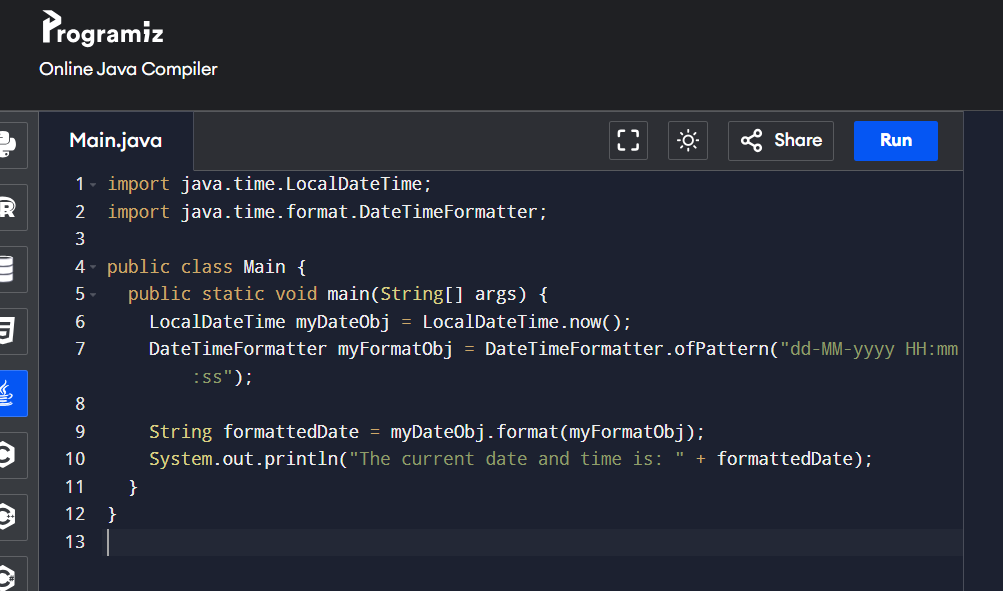 Programiz
Online Java Compiler
Main.java
Share
Run
1 import java.time.LocalDateTime;
2 import java.time.format.DateTimeFormatter;
3
4 public class Main {
5 public static void main(String[] args) {
6 LocalDateTime myDateObj = LocalDateTime.now();
7 DateTimeFormatter myFormatObj = DateTimeFormatter.ofPattern("dd-MM-yyyy HH:mm
:ss");
8
9 String formattedDate = myDateObj.format(myFormatObj);
10 System.out.println("The current date and time is: " + formattedDate);
11 }
12 }
13